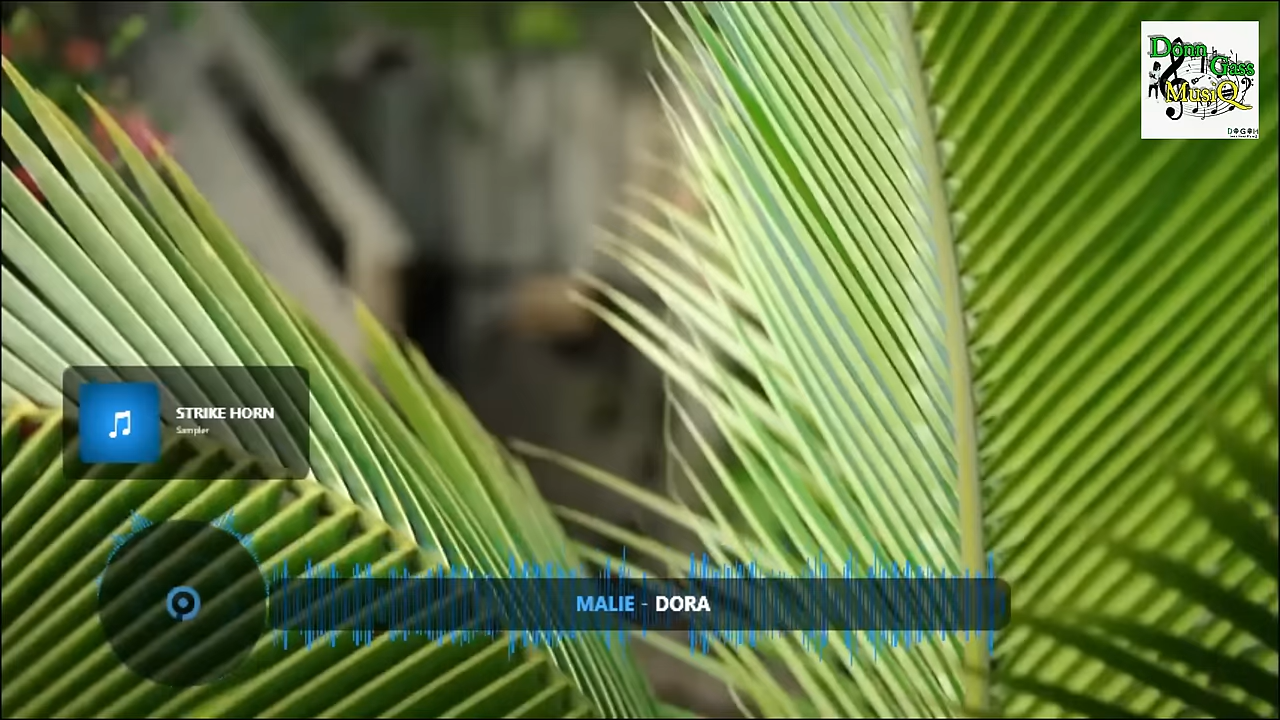 Donn
Gass
MusiQ
STRIKE HORN
Sampler
MALIE - DORA